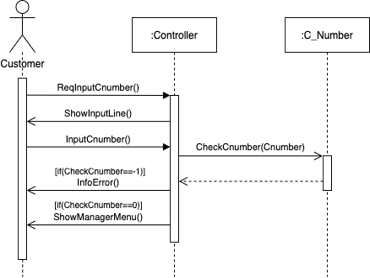 :Controller
:C_Number
Customer
ReqInputCnumber()
ShowInputLine()
InputCnumber()
CheckCnumber(Cnumber)
[if(CheckCnumber==-1)]
InfoError()
[if(CheckCnumber==0)]
ShowManagerMenu()